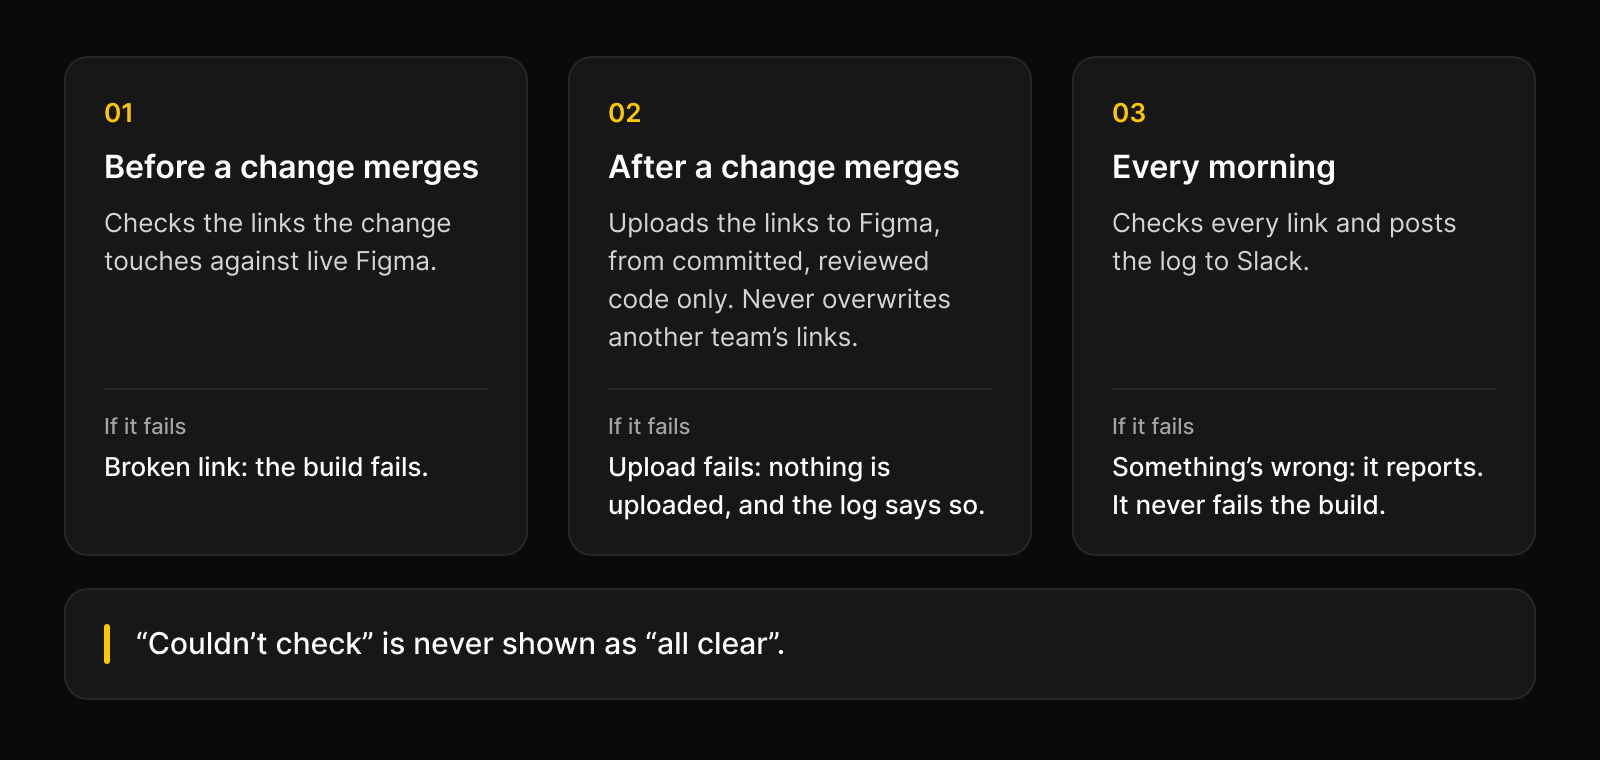 01
Before a change merges
Checks the links the change
touches against live Figma.
If it fails
Broken link: the build fails.
02
After a change merges
Uploads the links to Figma,
from committed, reviewed
code only. Never overwrites
another team’s links.
If it fails
Upload fails: nothing is
uploaded, and the log says so.
03
Every morning
Checks every link and posts
the log to Slack.
If it fails
Something’s wrong: it reports.
It never fails the build.
“Couldn’t check” is never shown as “all clear”.